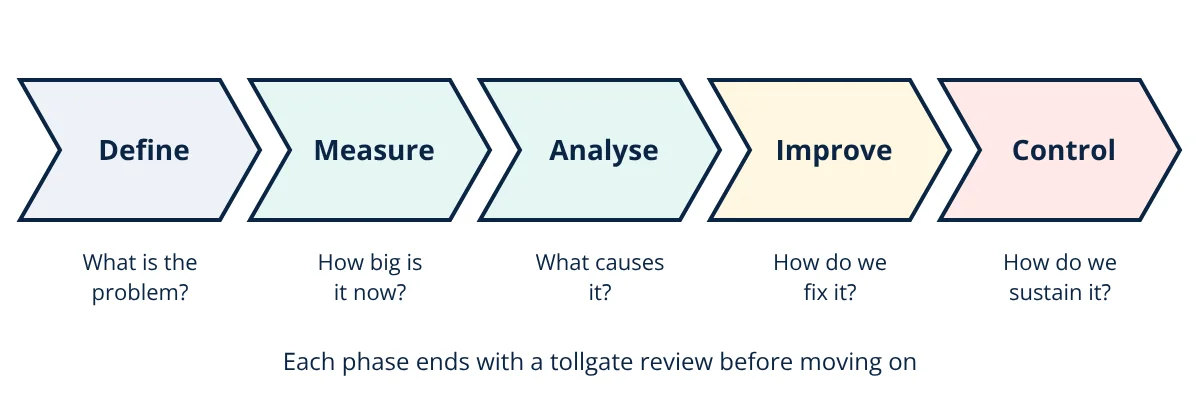 Define
Measure
Analyse
Improve
Control
What is the
problem?
How big is
it now?
What causes
it?
How do we
fix it?
How do we
sustain it?
Each phase ends with a tollgate review before moving on